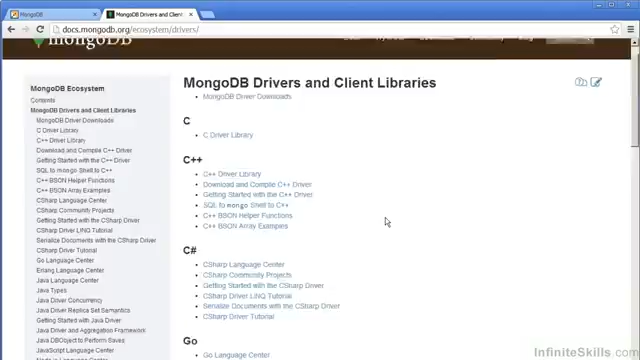 MongoDB
MongoDB Drivers and Client Libraries
docs.mongodb.org/ecosystem/drivers/
mongoDB
MongoDB Ecosystem
Contents
MongoDB Drivers and Client Libraries
MongoDB Driver Downloads
C Driver Library
C++ Driver Library
Download and Compile C++ Driver
Getting Started with the C++ Driver
SQL to mongo Shell to C++
C++ BSON Helper Functions
C++ BSON Array Examples
CSharp Language Center
CSharp Community Projects
Getting Started with the CSharp Driver
CSharp Driver LINQ Tutorial
Serialize Documents with the CSharp Driver
CSharp Driver Tutorial
Go Language Center
Erlang Language Center
Java Language Center
Java Types
Java Driver Concurrency
Java Driver Replica Set Semantics
Getting Started with Java Driver
Java Driver and Aggregation Framework
Java DBObject to Perform Saves
JavaScript Language Center
MongoDB Drivers and Client Libraries
MongoDB Driver Downloads
C
C Driver Library
C++
C++ Driver Library
Download and Compile C++ Driver
Getting Started with the C++ Driver
SQL to mongo Shell to C++
C++ BSON Helper Functions
C++ BSON Array Examples
C#
CSharp Language Center
CSharp Community Projects
Getting Started with the CSharp Driver
CSharp Driver LINQ Tutorial
Serialize Documents with the CSharp Driver
CSharp Driver Tutorial
Go
Go Language Center
InfiniteSkills.com